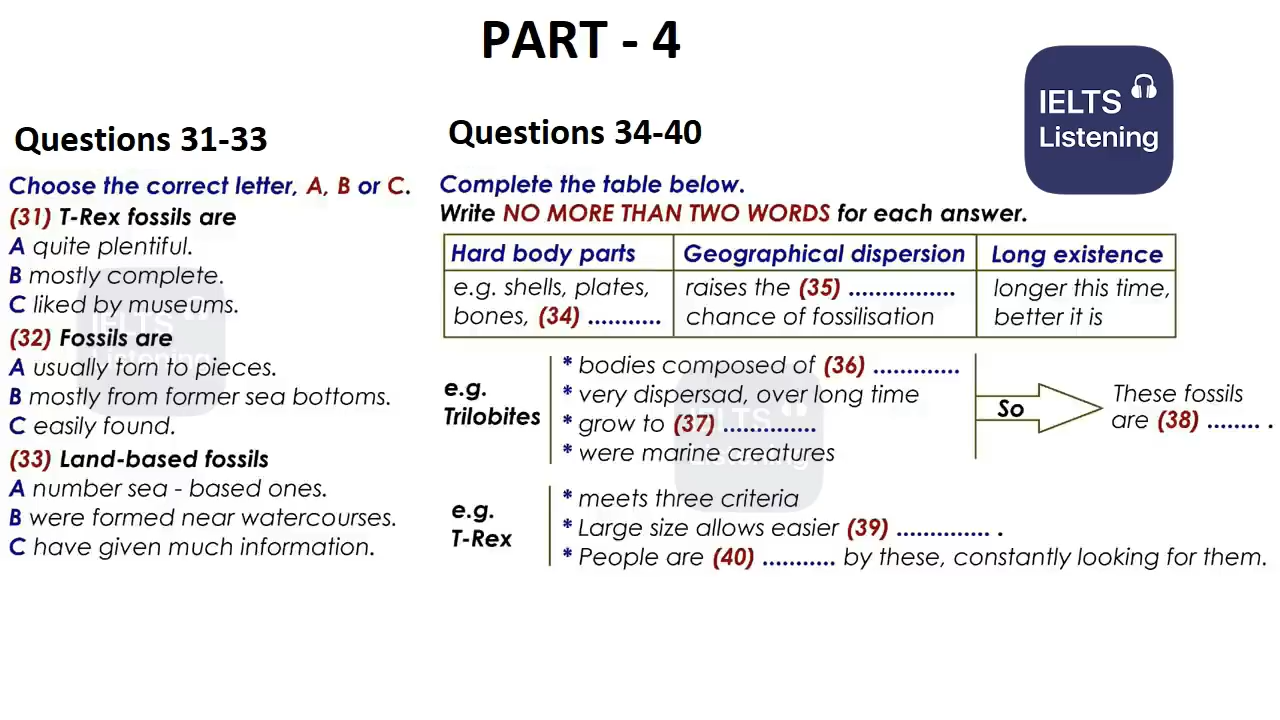 PART - 4
IELTS
Listening
Questions 31-33
Choose the correct letter, A, B or C.
(31) T-Rex fossils are
A quite plentiful.
B mostly complete.
C liked by museums.
(32) Fossils are
A usually torn to pieces.
B mostly from former sea bottoms.
C easily found.
(33) Land-based fossils
A number sea - based ones.
B were formed near watercourses.
C have given much information.
Questions 34-40
Complete the table below.
Write NO MORE THAN TWO WORDS for each answer.
Hard body parts
e.g. shells, plates,
bones, (34) ...........
Geographical dispersion
raises the (35) ................
chance of fossilisation
Long existence
longer this time,
better it is
e.g.
Trilobites
* bodies composed of (36) .............
* very dispersad, over long time
* grow to (37) ..............
* were marine creatures
So
These fossils
are (38) ........ .
e.g.
T-Rex
* meets three criteria
* Large size allows easier (39) .............. .
* People are (40) ........... by these, constantly looking for them.
IELTS
Listening
IELTS
Listening